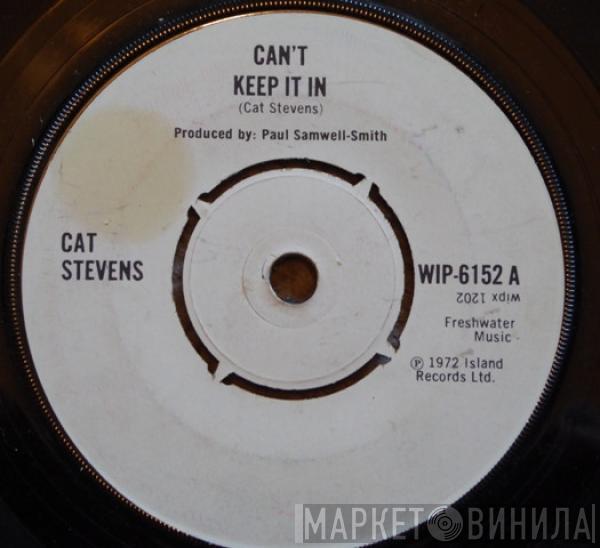 CAN'T
KEEP IT IN
(Cat Stevens)
Produced by: Paul Samwell-Smith
CAT
STEVENS
WIP-6152 A
wipx 1202
Freshwater
Music
℗ 1972 Island
Records Ltd.
МАРКЕТ ВИНИЛА